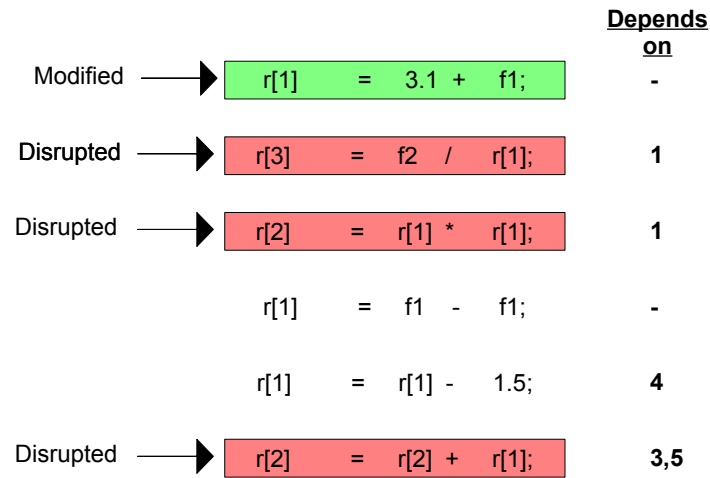 Depends
on
Modified r[1] = 3.1 + f1; -
Disrupted r[3] = f2 / r[1]; 1
Disrupted r[2] = r[1] * r[1]; 1
r[1] = f1 - f1; -
r[1] = r[1] - 1.5; 4
Disrupted r[2] = r[2] + r[1]; 3,5